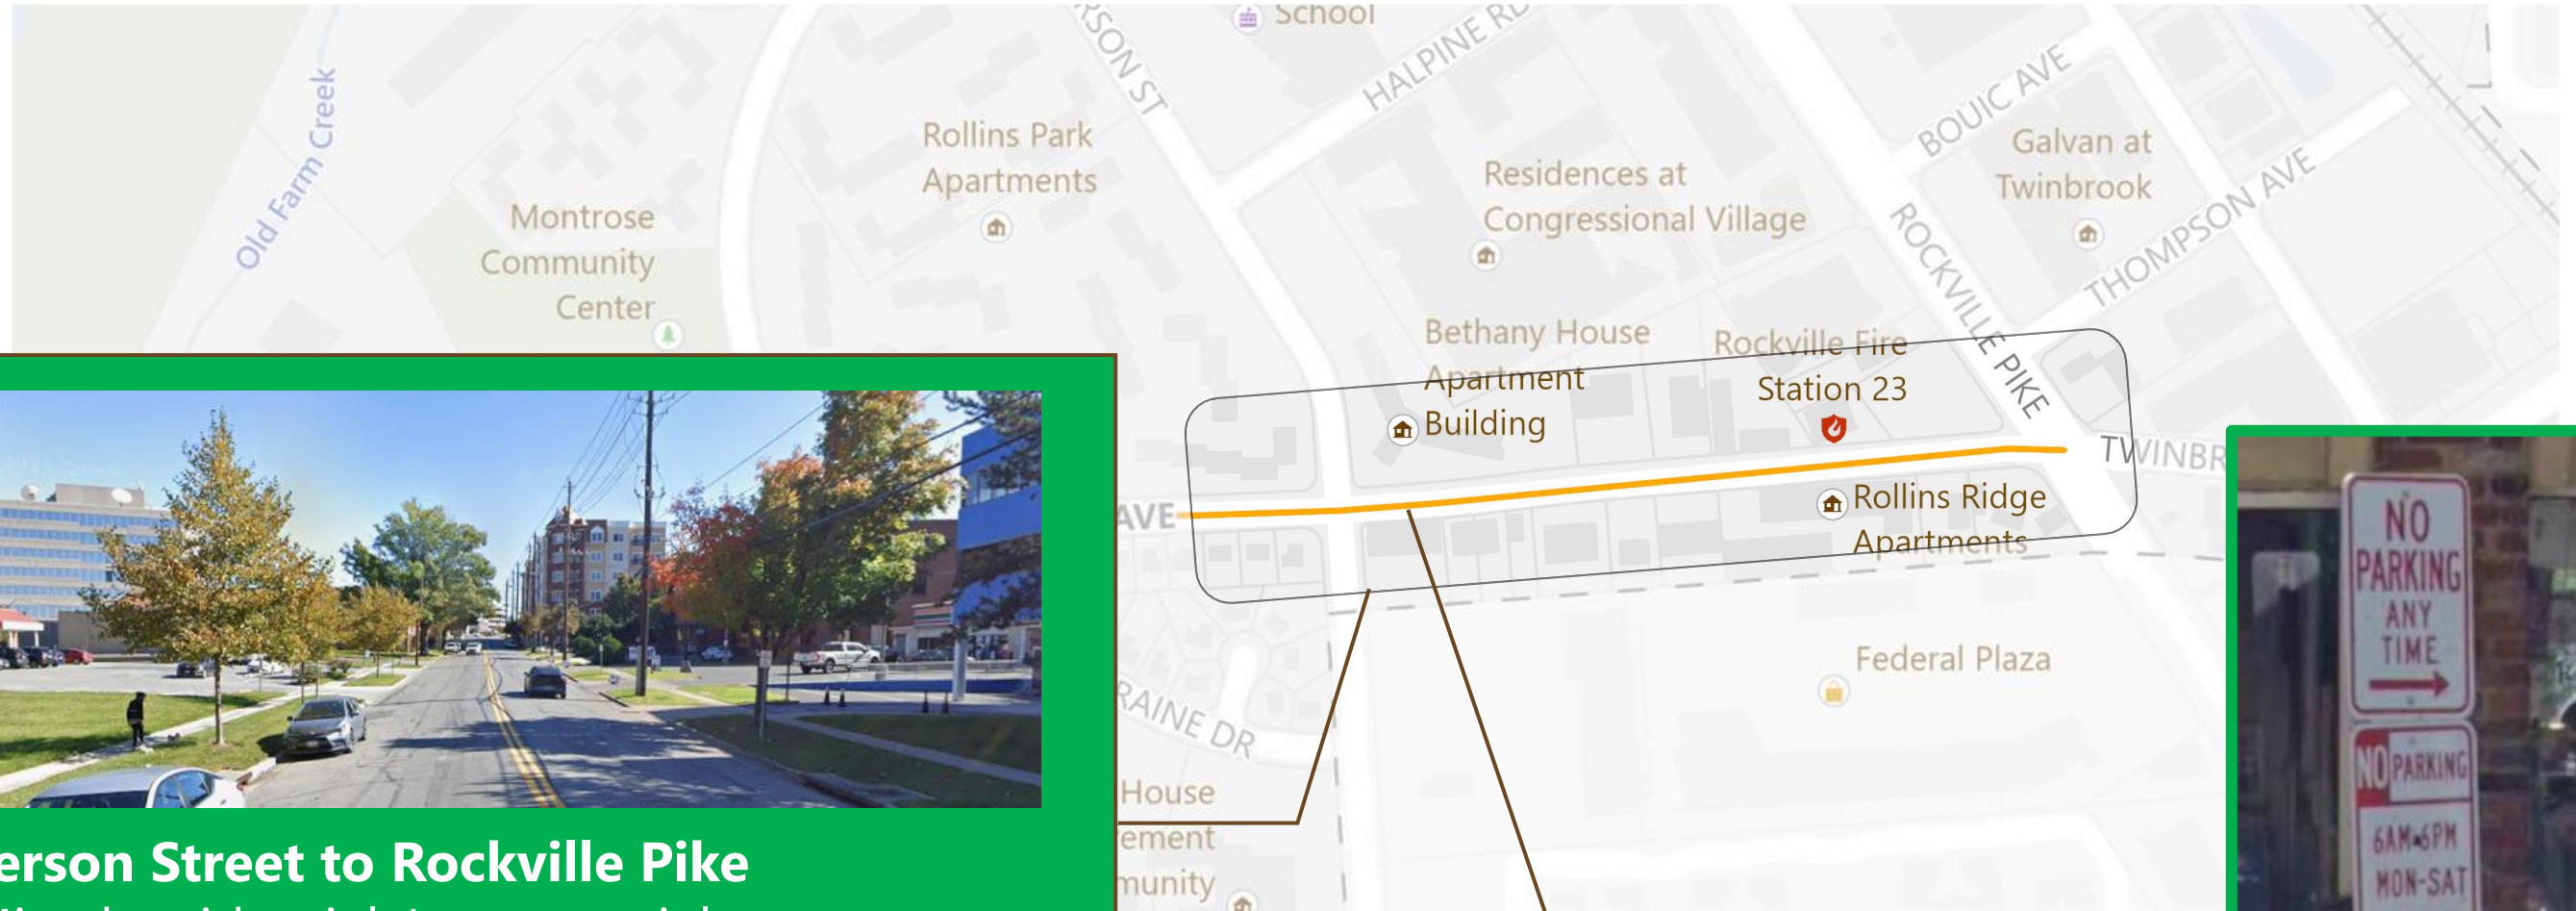 School
RSON ST
HALPINE RD
BOUIC AVE
Old Farm Creek
Rollins Park
Apartments
Galvan at
Twinbrook
THOMPSON AVE
Residences at
Congressional Village
Montrose
Community
Center
ROCKVILLE PIKE
Bethany House
Apartment
Building
Rockville Fire
Station 23
TWINBR
AVE
Rollins Ridge
Apartments
Federal Plaza
RAINE DR
House
ement
munity
NO
PARKING
ANY
TIME
NO PARKING
6AM-6PM
MON-SAT
erson Street to Rockville Pike